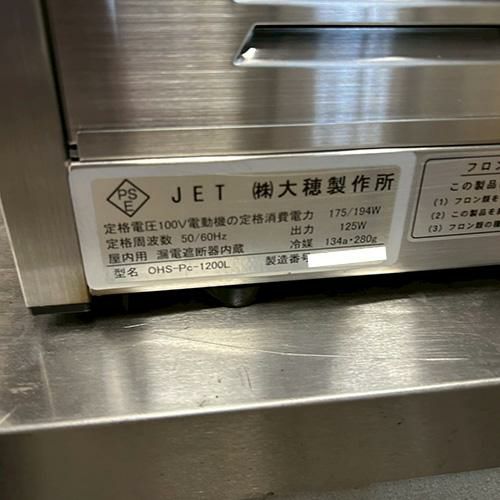 PSE JET ㈱大穂製作所
定格電圧100V電動機の定格消費電力 175/194W
定格周波数 50/60Hz 出力 125W
屋内用 漏電遮断器内蔵 冷媒 134a・280g
型名 OHS-Pc-1200L 製造番号
フロン
この製品
(1) フロン類を
(2) この製品を
(3) フロン類の種